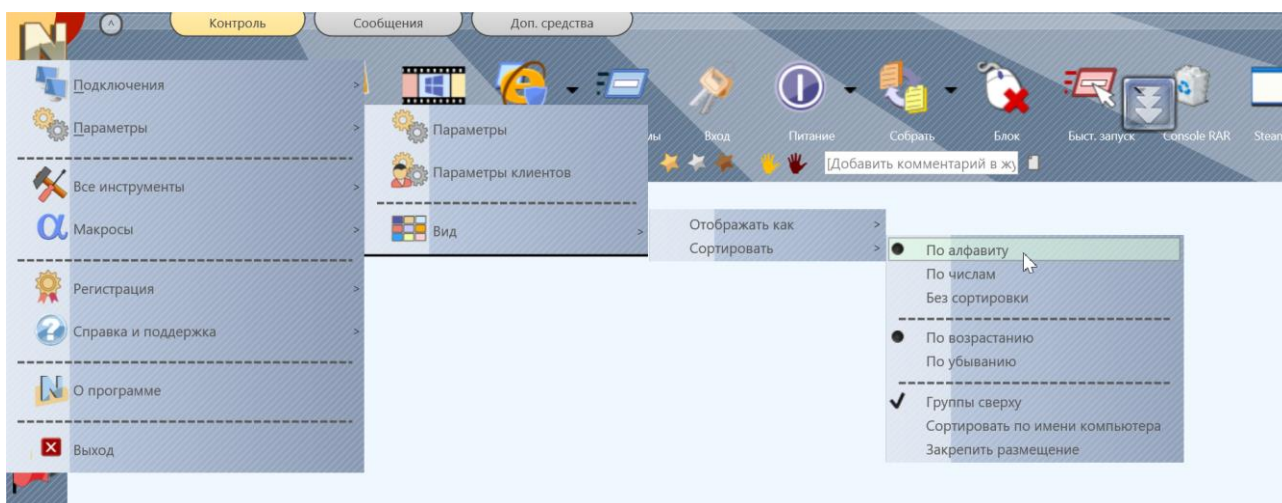 ^
Контроль
Сообщения
Доп. средства
Подключения
Параметры
Все инструменты
Макросы
Регистрация
Справка и поддержка
О программе
Выход
Параметры
Параметры клиентов
Вид
Вход
Питание
Собрать
Блок
Быст. запуск
Console RAR
[Добавить комментарий в
Отображать как
Сортировать
По алфавиту
По числам
Без сортировки
По возрастанию
По убыванию
Группы сверху
Сортировать по имени компьютера
Закрепить размещение